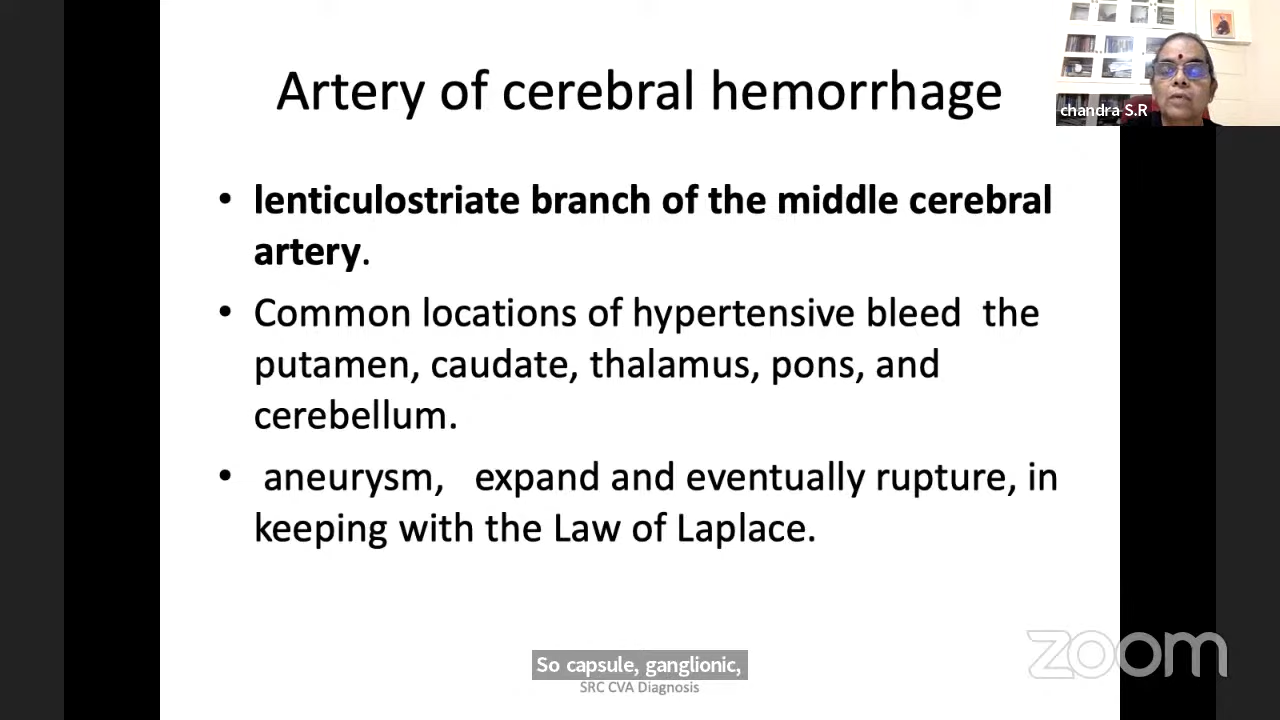 Artery of cerebral hemorrhage
chandra S.R
• lenticulostriate branch of the middle cerebral
artery.
• Common locations of hypertensive bleed the
putamen, caudate, thalamus, pons, and
cerebellum.
• aneurysm, expand and eventually rupture, in
keeping with the Law of Laplace.
So capsule, ganglionic,
SRC CVA Diagnosis
zoom